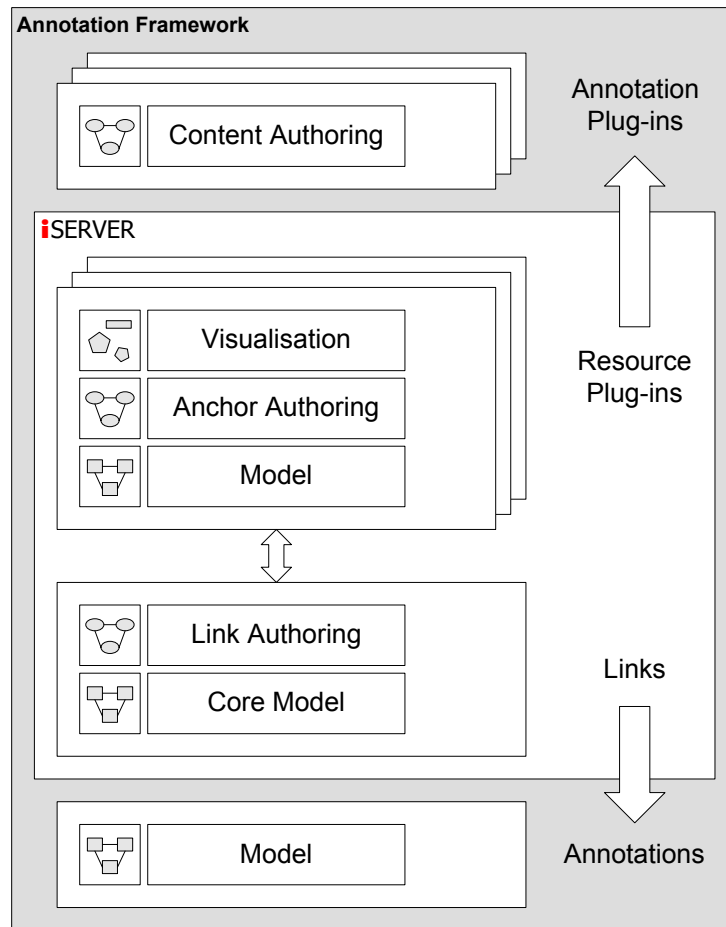 Annotation Framework
Content Authoring
Annotation
Plug-ins
iSERVER
Visualisation
Anchor Authoring
Model
Resource
Plug-ins
Link Authoring
Core Model
Links
Model
Annotations